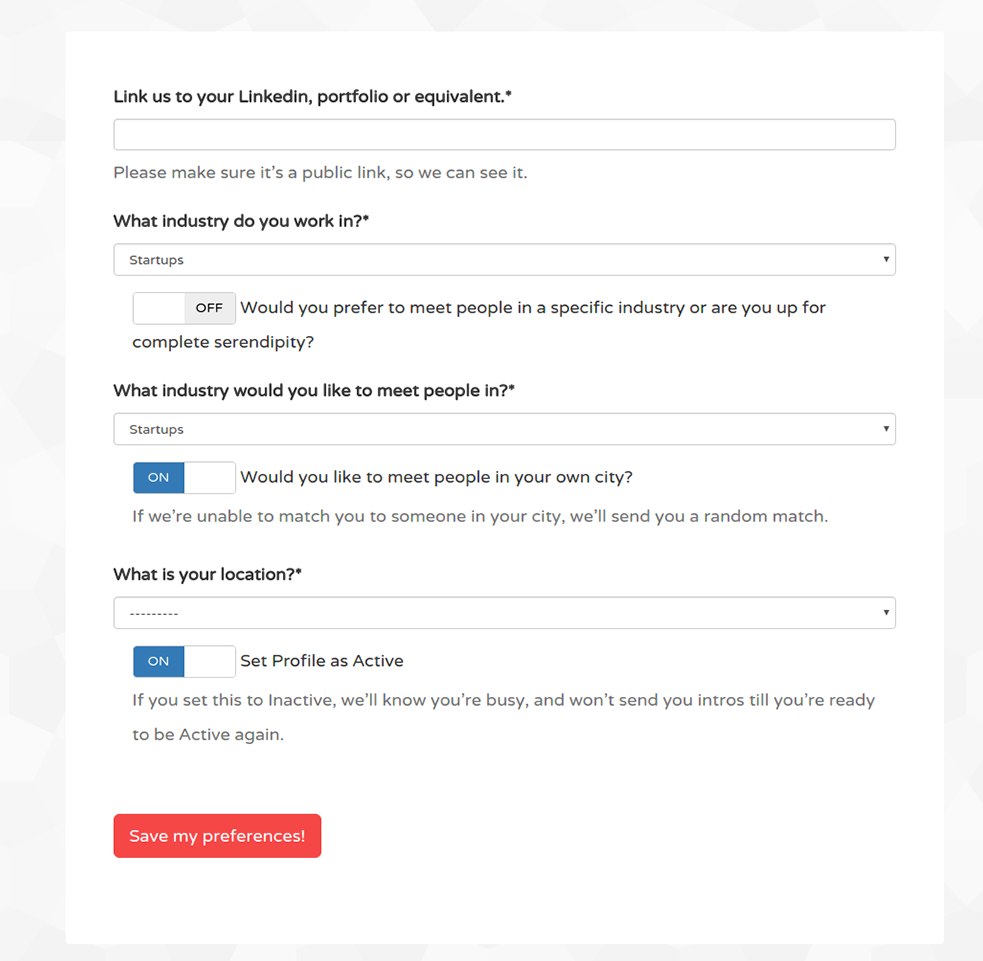 Link us to your Linkedin, portfolio or equivalent.*
Please make sure it's a public link, so we can see it.
What industry do you work in?*
Startups
OFF Would you prefer to meet people in a specific industry or are you up for
complete serendipity?
What industry would you like to meet people in?*
Startups
ON Would you like to meet people in your own city?
If we're unable to match you to someone in your city, we'll send you a random match.
What is your location?*
---------
ON Set Profile as Active
If you set this to Inactive, we'll know you're busy, and won't send you intros till you're ready
to be Active again.
Save my preferences!